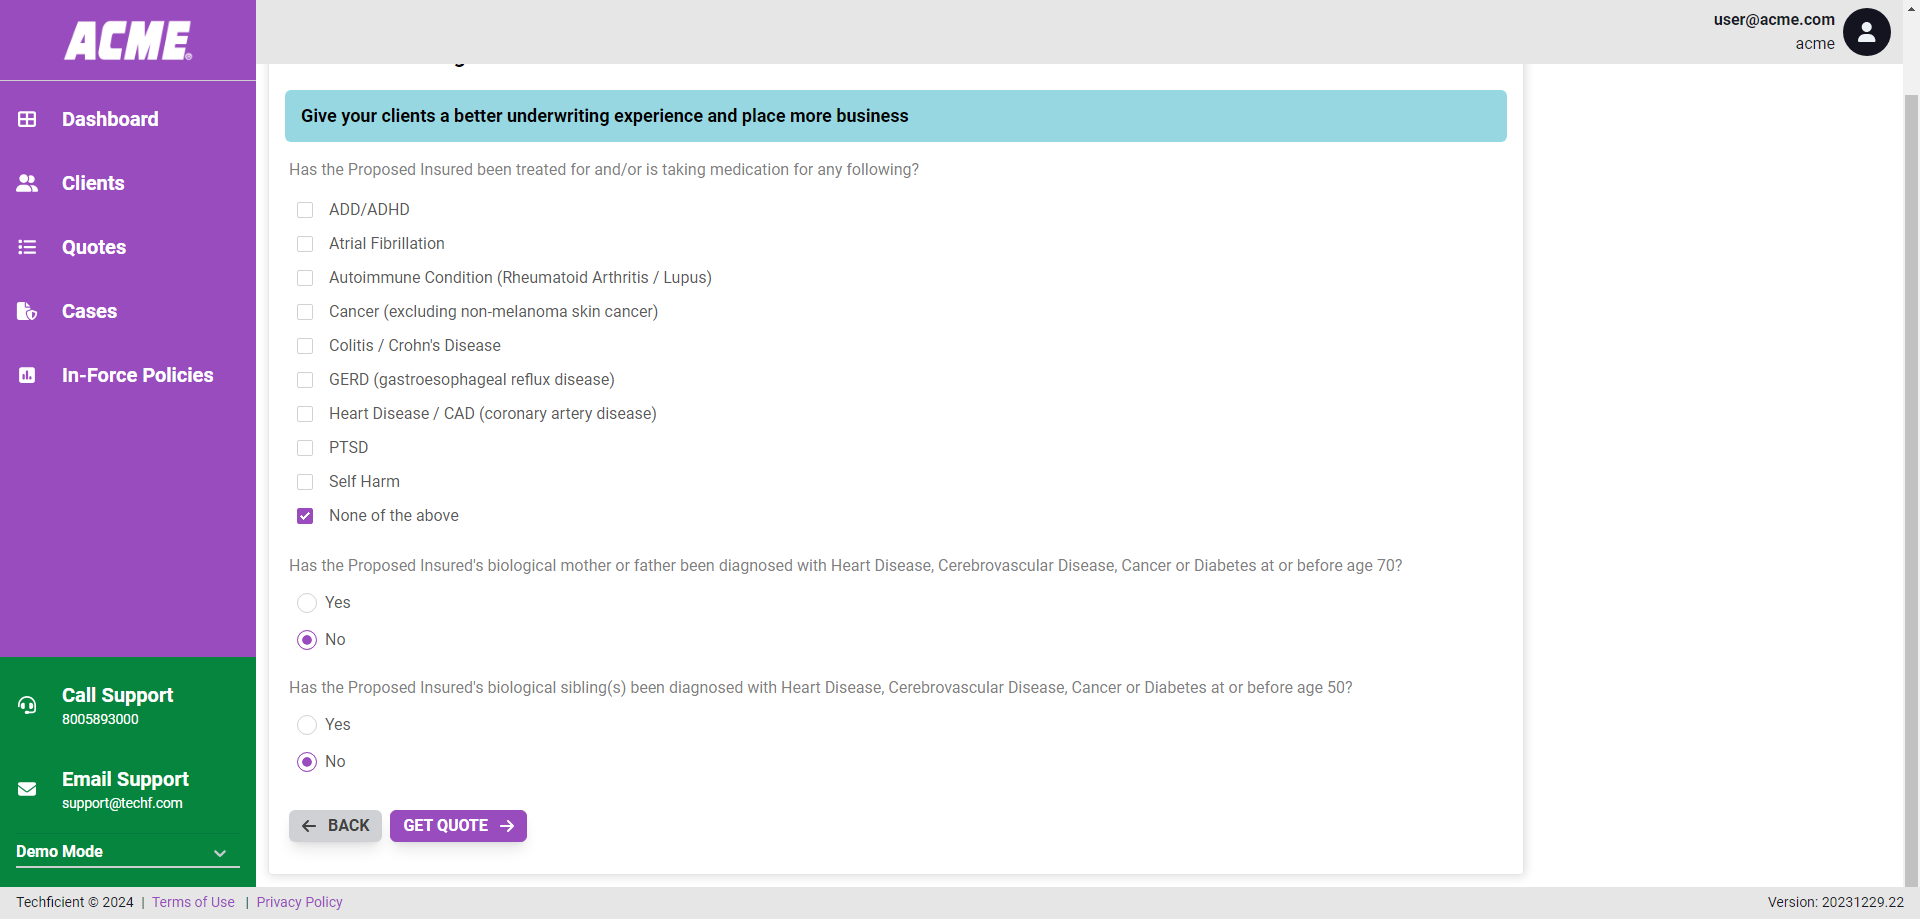 ACME
user@acme.com
acme
Dashboard
Clients
Quotes
Cases
In-Force Policies
Call Support
8005893000
Email Support
support@techf.com
Demo Mode
Give your clients a better underwriting experience and place more business
Has the Proposed Insured been treated for and/or is taking medication for any following?
ADD/ADHD
Atrial Fibrillation
Autoimmune Condition (Rheumatoid Arthritis / Lupus)
Cancer (excluding non-melanoma skin cancer)
Colitis / Crohn's Disease
GERD (gastroesophageal reflux disease)
Heart Disease / CAD (coronary artery disease)
PTSD
Self Harm
None of the above
Has the Proposed Insured's biological mother or father been diagnosed with Heart Disease, Cerebrovascular Disease, Cancer or Diabetes at or before age 70?
Yes
No
Has the Proposed Insured's biological sibling(s) been diagnosed with Heart Disease, Cerebrovascular Disease, Cancer or Diabetes at or before age 50?
Yes
No
BACK
GET QUOTE
Techficient © 2024 | Terms of Use | Privacy Policy
Version: 20231229.22